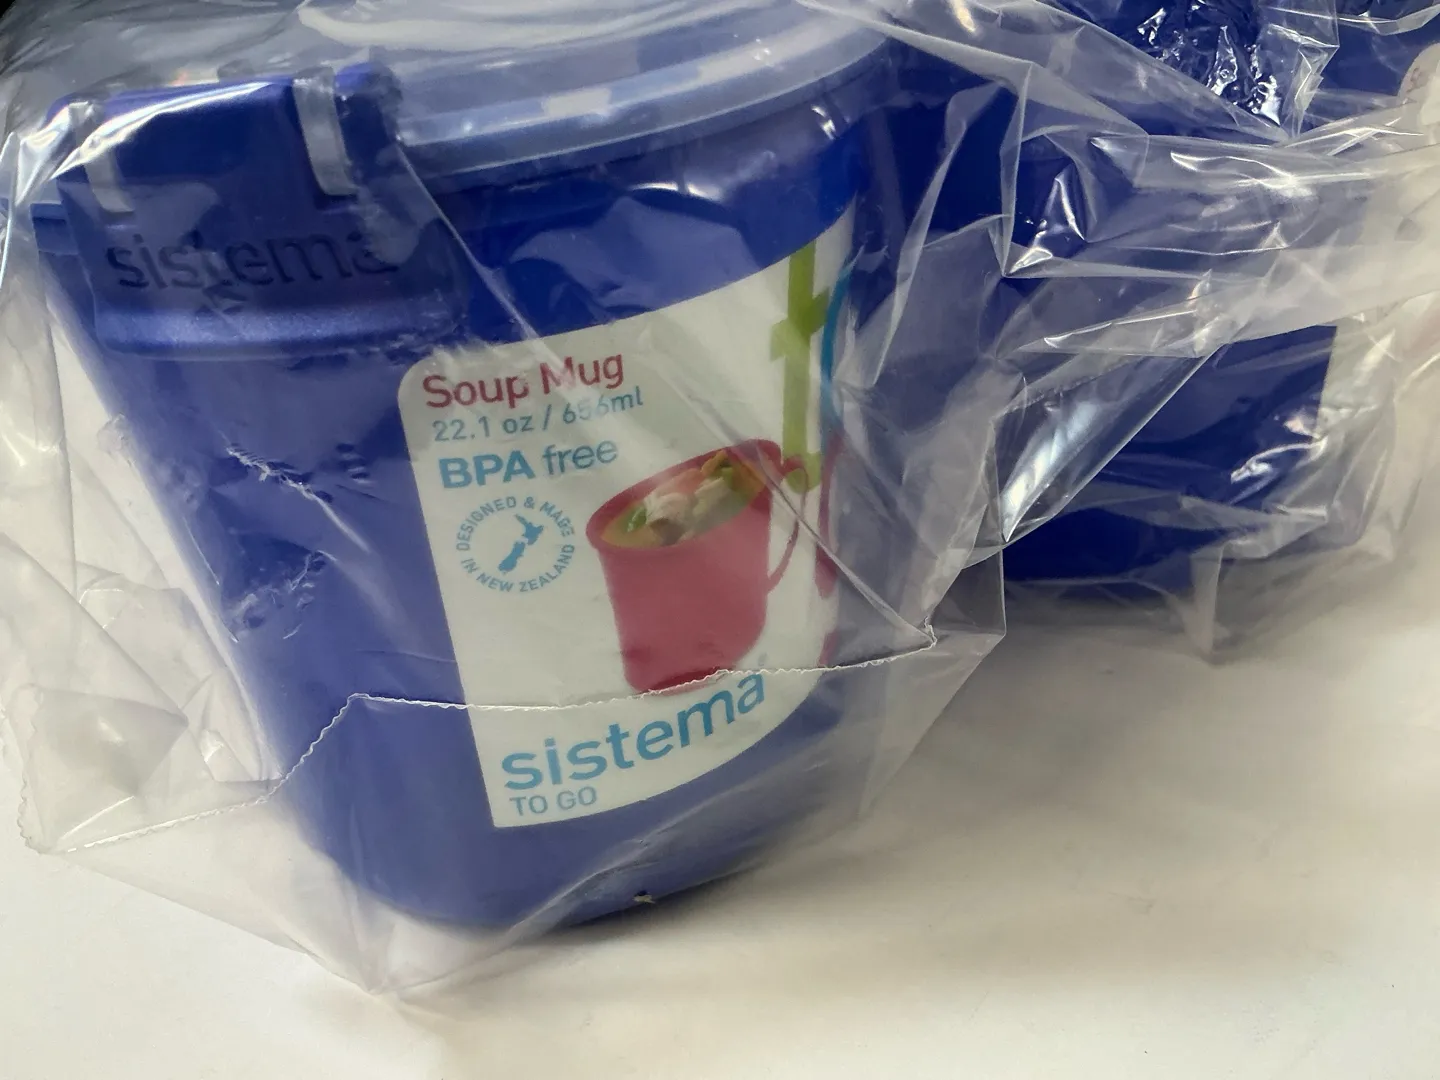 sistema
Soup Mug
22.1 oz / 656ml
BPA free
DESIGNED & MADE
IN NEW ZEALAND
sistema
TO GO